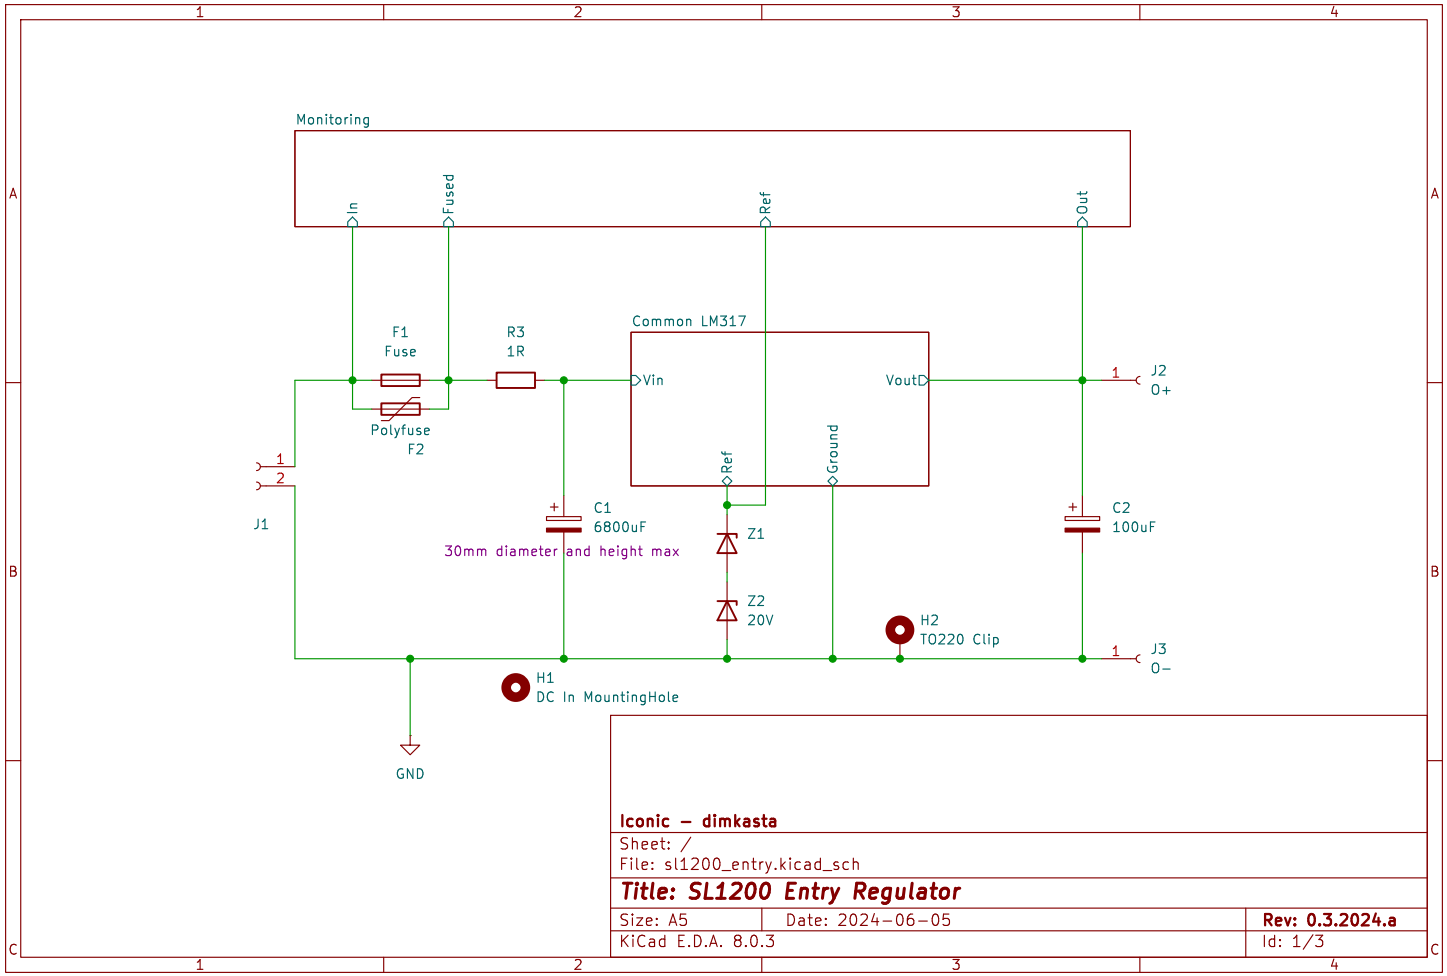 1 2 3 4
Monitoring
A A
In
Fused
Ref
Out
Common LM317
F1
Fuse
R3
1R
Vin
Vout
1
J2
O+
Polyfuse
F2
Ref
Ground
1
2
J1
+
C1
6800uF
30mm diameter and height max
Z1
+
C2
100uF
B B
Z2
20V
H2
TO220 Clip
1
J3
O-
H1
DC In MountingHole
GND
Iconic - dimkasta
Sheet: /
File: sl1200_entry.kicad_sch
Title: SL1200 Entry Regulator
Size: A5 Date: 2024-06-05 Rev: 0.3.2024.a
KiCad E.D.A. 8.0.3 Id: 1/3
C C
1 2 3 4